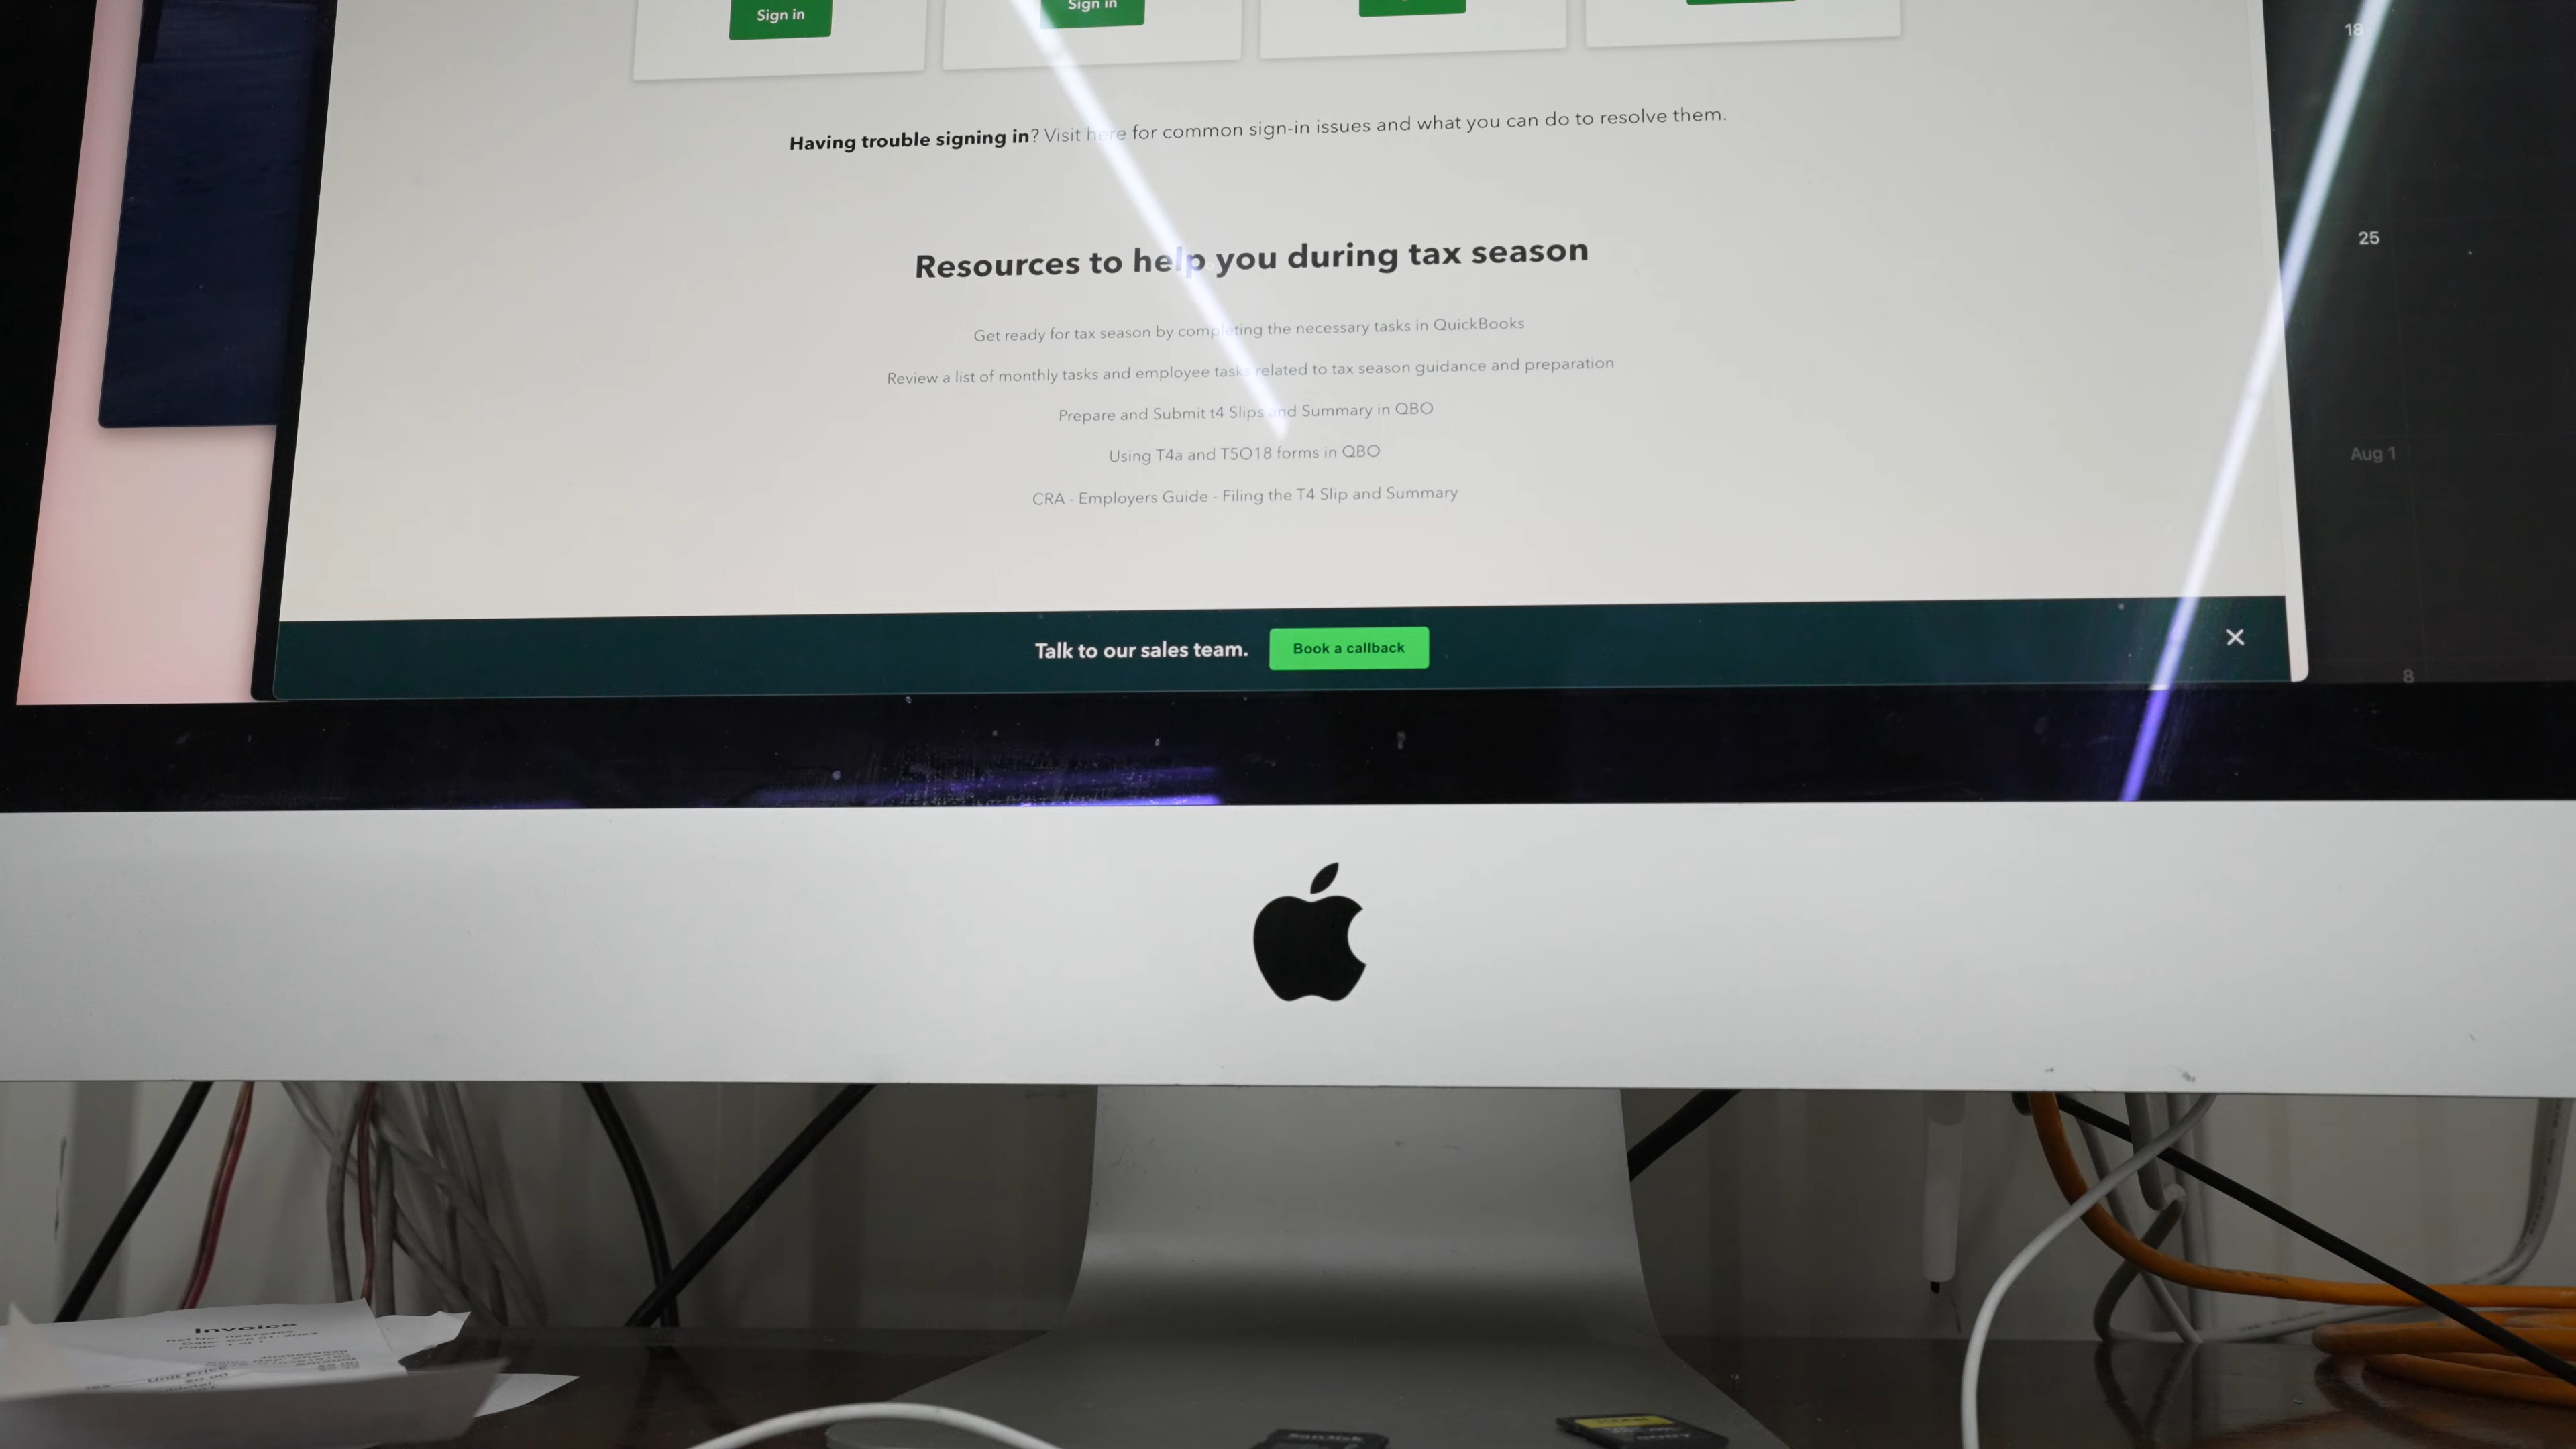 Sign in
Sign in
18
Having trouble signing in? Visit here for common sign-in issues and what you can do to resolve them.
25
Resources to help you during tax season
Get ready for tax season by completing the necessary tasks in QuickBooks
Review a list of monthly tasks and employee tasks related to tax season guidance and preparation
Prepare and Submit t4 Slips and Summary in QBO
Using T4a and T5O18 forms in QBO
Aug 1
CRA - Employers Guide - Filing the T4 Slip and Summary
Talk to our sales team.
Book a callback
8
Invoice
Unit Price
SanDisk
SONY